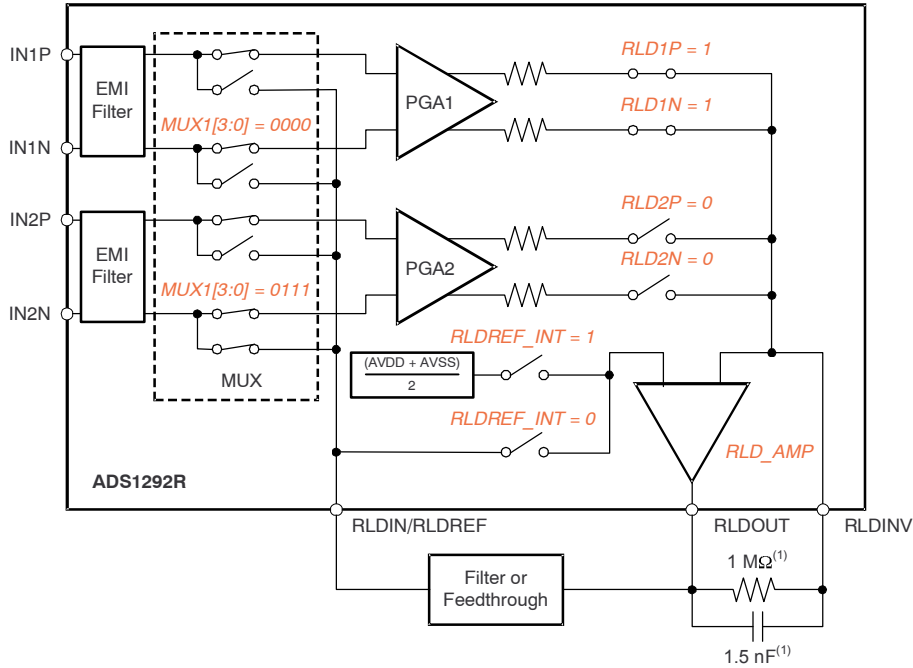 IN1P
EMI
Filter
IN1N
MUX1[3:0] = 0000
PGA1
RLD1P = 1
RLD1N = 1
IN2P
EMI
Filter
IN2N
MUX1[3:0] = 0111
MUX
PGA2
RLD2P = 0
RLD2N = 0
RLDREF_INT = 1
(AVDD + AVSS)
2
RLDREF_INT = 0
RLD_AMP
ADS1292R
RLDIN/RLDREF
RLDOUT
RLDINV
Filter or
Feedthrough
1 MΩ(1)
1.5 nF(1)